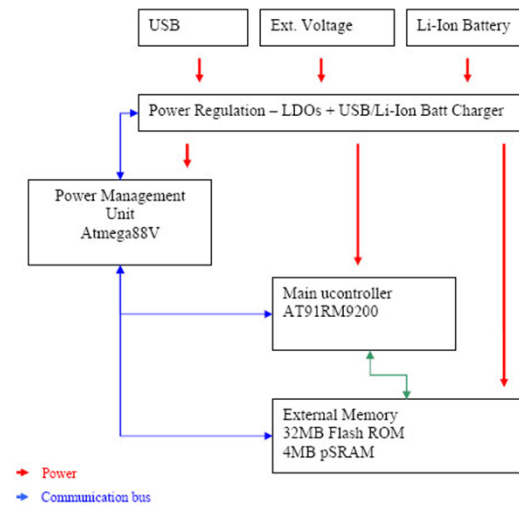 USB
Ext. Voltage
Li-Ion Battery
Power Regulation – LDOs + USB/Li-Ion Batt Charger
Power Management
Unit
Atmega88V
Main ucontroller
AT91RM9200
External Memory
32MB Flash ROM
4MB pSRAM
Power
Communication bus